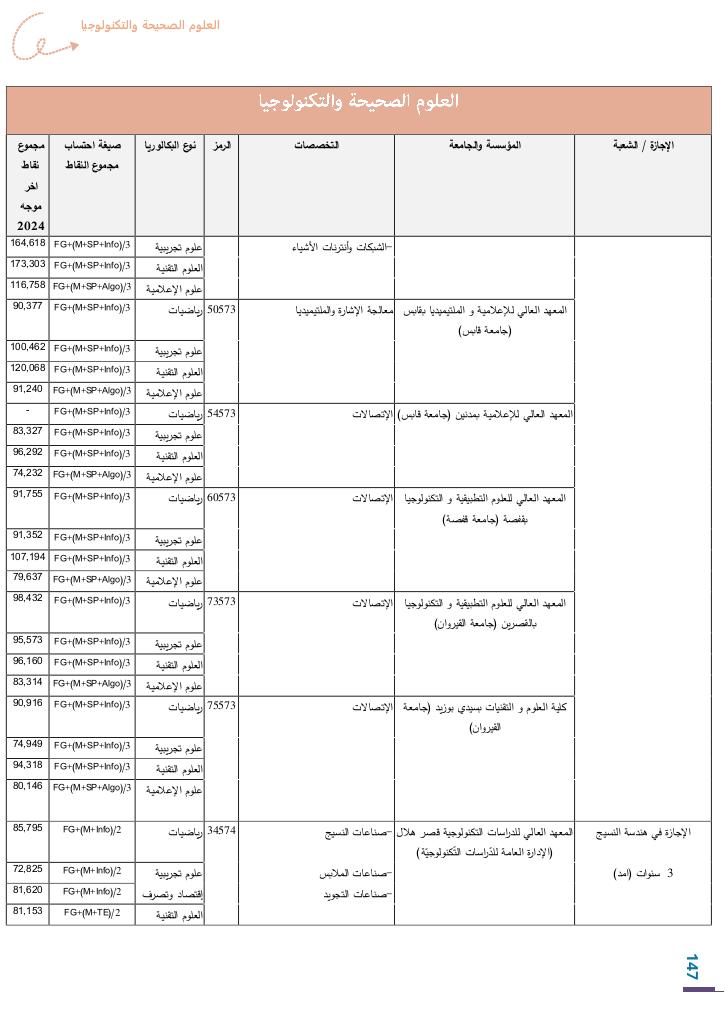 العلوم الصحيحة والتكنولوجيا
العلوم الصحيحة والتكنولوجيا
الإجازة / الشعبة المؤسسة والجامعة التخصصات الرمز نوع البكالوريا صيغة احتساب مجموع النقاط مجموع نقاط اخر موجه 2024
–الشبكات وأنترنات الأشياء علوم تجريبية FG+(M+SP+Info)/3 164,618
العلوم التقنية FG+(M+SP+Info)/3 173,303
علوم الإعلامية FG+(M+SP+Algo)/3 116,758
المعهد العالي للإعلامية و الملتيميديا بقابس معالجة الإشارة والملتيميديا 50573 رياضيات FG+(M+SP+Info)/3 90,377
(جامعة قابس)
علوم تجريبية FG+(M+SP+Info)/3 100,462
العلوم التقنية FG+(M+SP+Info)/3 120,068
علوم الإعلامية FG+(M+SP+Algo)/3 91,240
المعهد العالي للإعلامية بمدنين (جامعة قابس) الإتصالات 54573 رياضيات FG+(M+SP+Info)/3 -
علوم تجريبية FG+(M+SP+Info)/3 83,327
العلوم التقنية FG+(M+SP+Info)/3 96,292
علوم الإعلامية FG+(M+SP+Algo)/3 74,232
المعهد العالي للعلوم التطبيقية و التكنولوجيا الإتصالات 60573 رياضيات FG+(M+SP+Info)/3 91,755
بقفصة (جامعة قفصة)
علوم تجريبية FG+(M+SP+Info)/3 91,352
العلوم التقنية FG+(M+SP+Info)/3 107,194
علوم الإعلامية FG+(M+SP+Algo)/3 79,637
المعهد العالي للعلوم التطبيقية و التكنولوجيا الإتصالات 73573 رياضيات FG+(M+SP+Info)/3 98,432
بالقصرين (جامعة القيروان)
علوم تجريبية FG+(M+SP+Info)/3 95,573
العلوم التقنية FG+(M+SP+Info)/3 96,160
علوم الإعلامية FG+(M+SP+Algo)/3 83,314
كلية العلوم و التقنيات بسيدي بوزيد (جامعة الإتصالات 75573 رياضيات FG+(M+SP+Info)/3 90,916
القيروان)
علوم تجريبية FG+(M+SP+Info)/3 74,949
العلوم التقنية FG+(M+SP+Info)/3 94,318
علوم الإعلامية FG+(M+SP+Algo)/3 80,146
الإجازة في هندسة النسيج المعهد العالي للدراسات التكنولوجية قصر هلال –صناعات النسيج 34574 رياضيات FG+(M+Info)/2 85,795
(الإدارة العامة للدّراسات التّكنولوجيّة)
3 سنوات (أمد) –صناعات الملابس علوم تجريبية FG+(M+Info)/2 72,825
–صناعات التجويد إقتصاد وتصرف FG+(M+Info)/2 81,620
العلوم التقنية FG+(M+TE)/2 81,153
147